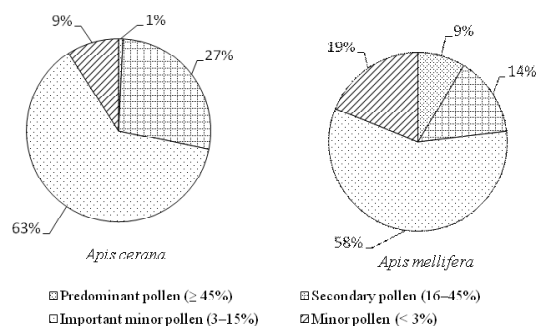 9%
1%
27%
63%
Apis cerana
19%
9%
14%
58%
Apis mellifera
Predominant pollen (≥ 45%)
Secondary pollen (16–45%)
Important minor pollen (3–15%)
Minor pollen (< 3%)